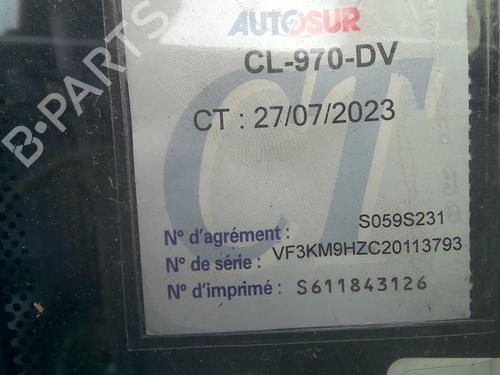 AUTOSUR
CL-970-DV
CT : 27/07/2023
CT
S059S231
N° d'agrément :
VF3KM9HZC20113793
N° de série :
N° d'imprimé : S611843126
B-PARTS